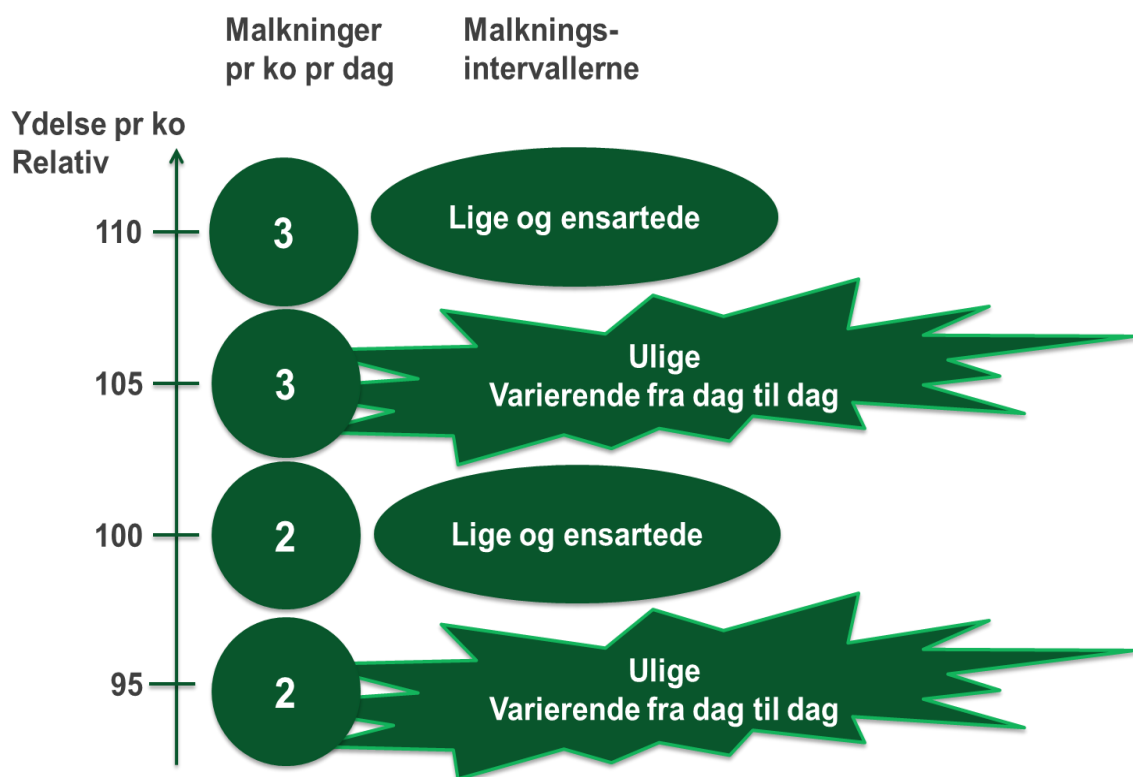 Malkninger
pr ko pr dag
Malknings-
intervallerne
Ydelse pr ko
Relativ
110
3
Lige og ensartede
105
3
Ulige
Varierende fra dag til dag
100
2
Lige og ensartede
95
2
Ulige
Varierende fra dag til dag